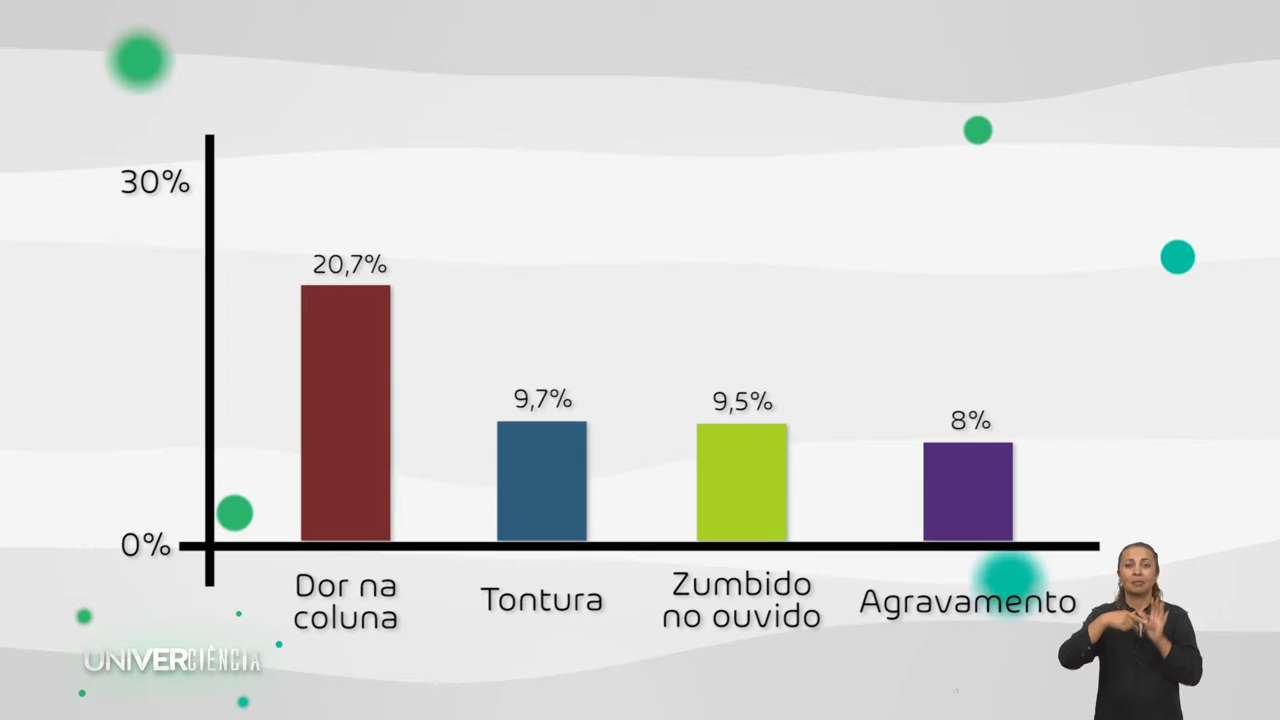 30%
20,7%
9,7%
9,5%
8%
0%
Dor na
coluna
Tontura
Zumbido
no ouvido
Agravamento
UNIVERCIÊNCIA